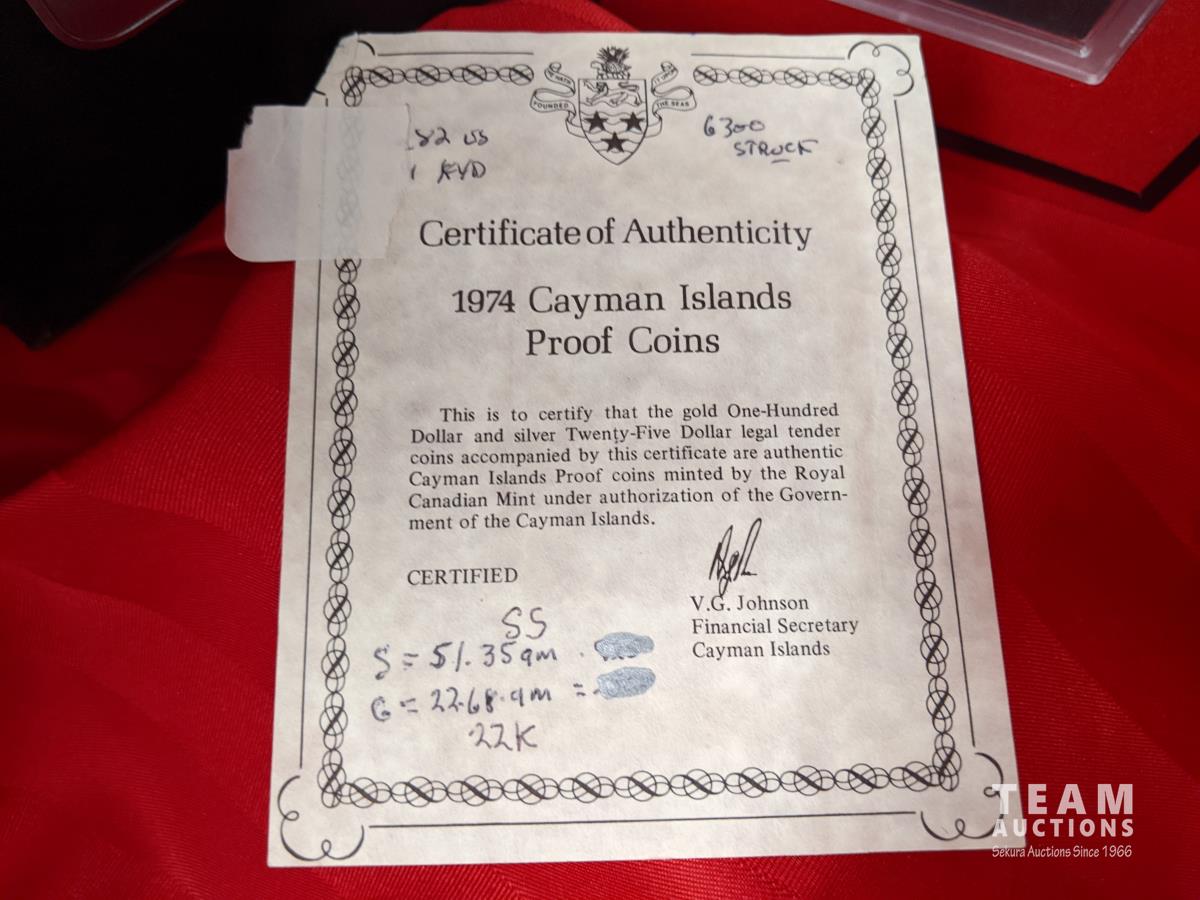 HE HATH
FOUNDED
IT UPON
THE SEAS
.82 US
1 KYD
6300
STRUCK
Certificate of Authenticity
1974 Cayman Islands
Proof Coins
This is to certify that the gold One-Hundred
Dollar and silver Twenty-Five Dollar legal tender
coins accompanied by this certificate are authentic
Cayman Islands Proof coins minted by the Royal
Canadian Mint under authorization of the Govern-
ment of the Cayman Islands.
CERTIFIED
V.G. Johnson
Financial Secretary
Cayman Islands
SS
S = 51.35gm
G = 22.68.gm =
22K
TEAM
AUCTIONS
Sekura Auctions Since 1966